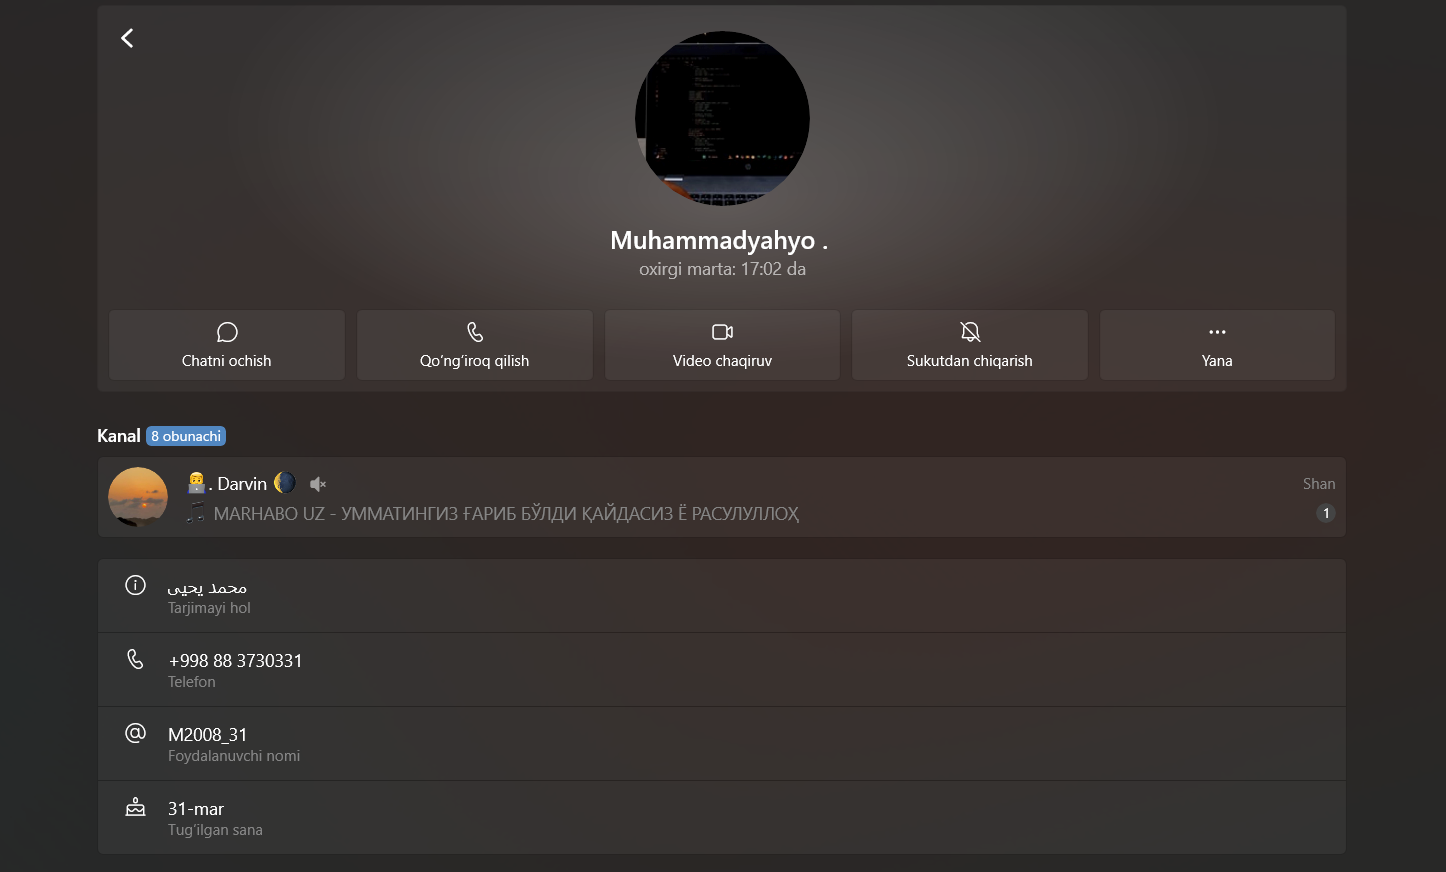 Muhammadyahyo .
oxirgi marta: 17:02 da
Chatni ochish
Qo‘ng‘iroq qilish
Video chaqiruv
Sukutdan chiqarish
Yana
Kanal 8 obunachi
👨‍💻. Darvin 🌘
Shan
🎵 MARHABO UZ - УММАТИНГИЗ ҒАРИБ БЎЛДИ ҚАЙДАСИЗ Ё РАСУЛУЛЛОҲ
1
محمد يحيى
Tarjimayi hol
+998 88 3730331
Telefon
M2008_31
Foydalanuvchi nomi
31-mar
Tug‘ilgan sana